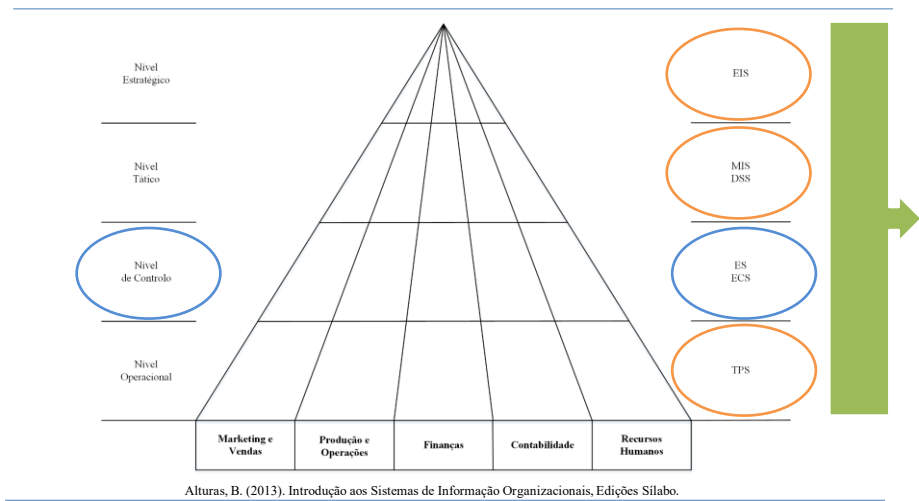 Nível
Estratégico
EIS
Nível
Tático
MIS
DSS
Nível
de Controlo
ES
ECS
Nível
Operacional
TPS
Marketing e
Vendas
Produção e
Operações
Finanças
Contabilidade
Recursos
Humanos
Alturas, B. (2013). Introdução aos Sistemas de Informação Organizacionais, Edições Sílabo.